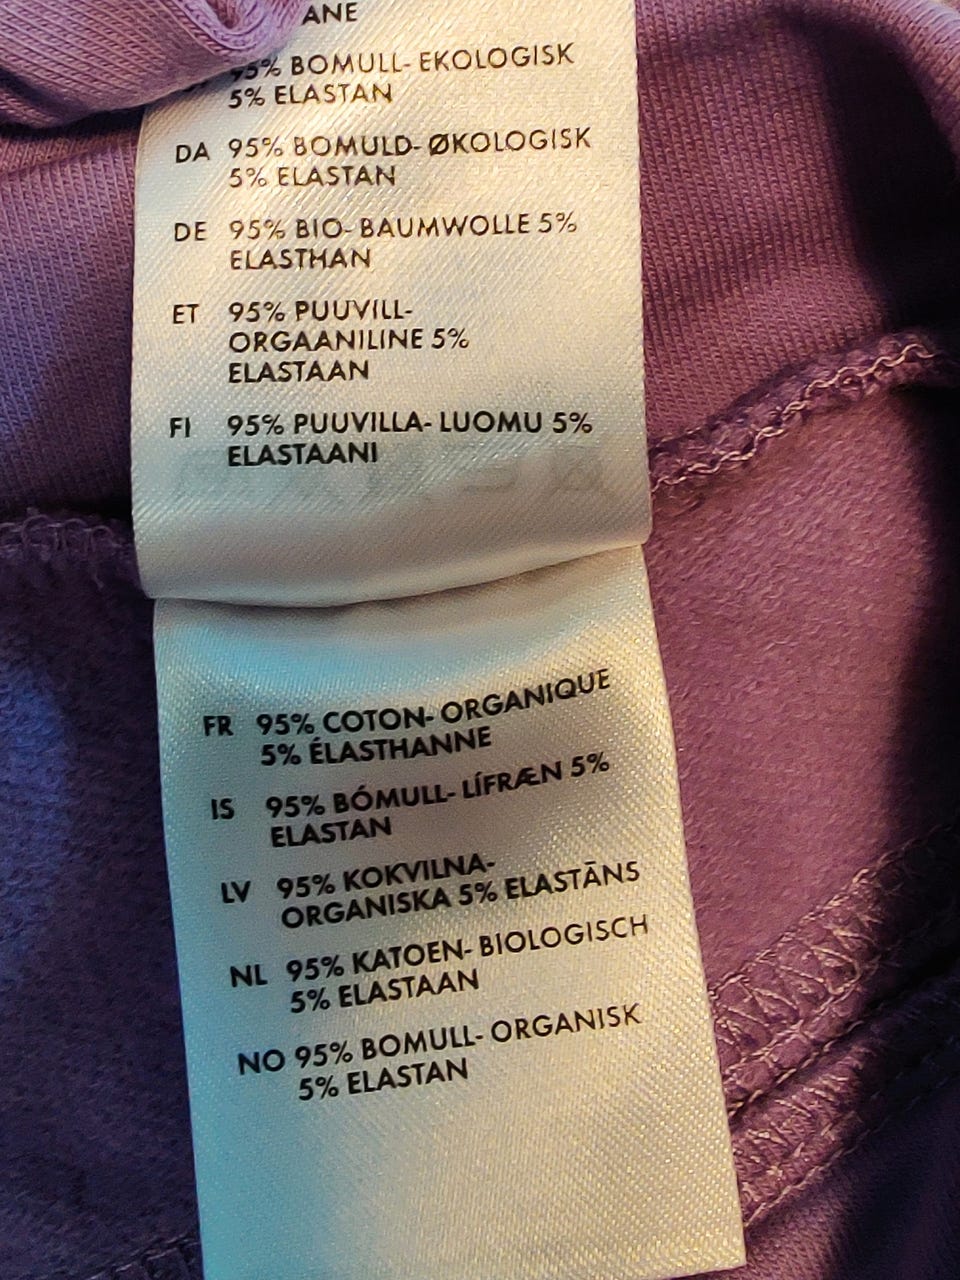 ANE
95% BOMULL- EKOLOGISK
5% ELASTAN
DA 95% BOMULD- ØKOLOGISK
5% ELASTAN
DE 95% BIO- BAUMWOLLE 5%
ELASTHAN
ET 95% PUUVILL-
ORGAANILINE 5%
ELASTAAN
FI 95% PUUVILLA- LUOMU 5%
ELASTAANI
FR 95% COTON- ORGANIQUE
5% ÉLASTHANNE
IS 95% BÓMULL- LÍFRÆN 5%
ELASTAN
LV 95% KOKVILNA-
ORGANISKA 5% ELASTĀNS
NL 95% KATOEN- BIOLOGISCH
5% ELASTAAN
NO 95% BOMULL- ORGANISK
5% ELASTAN